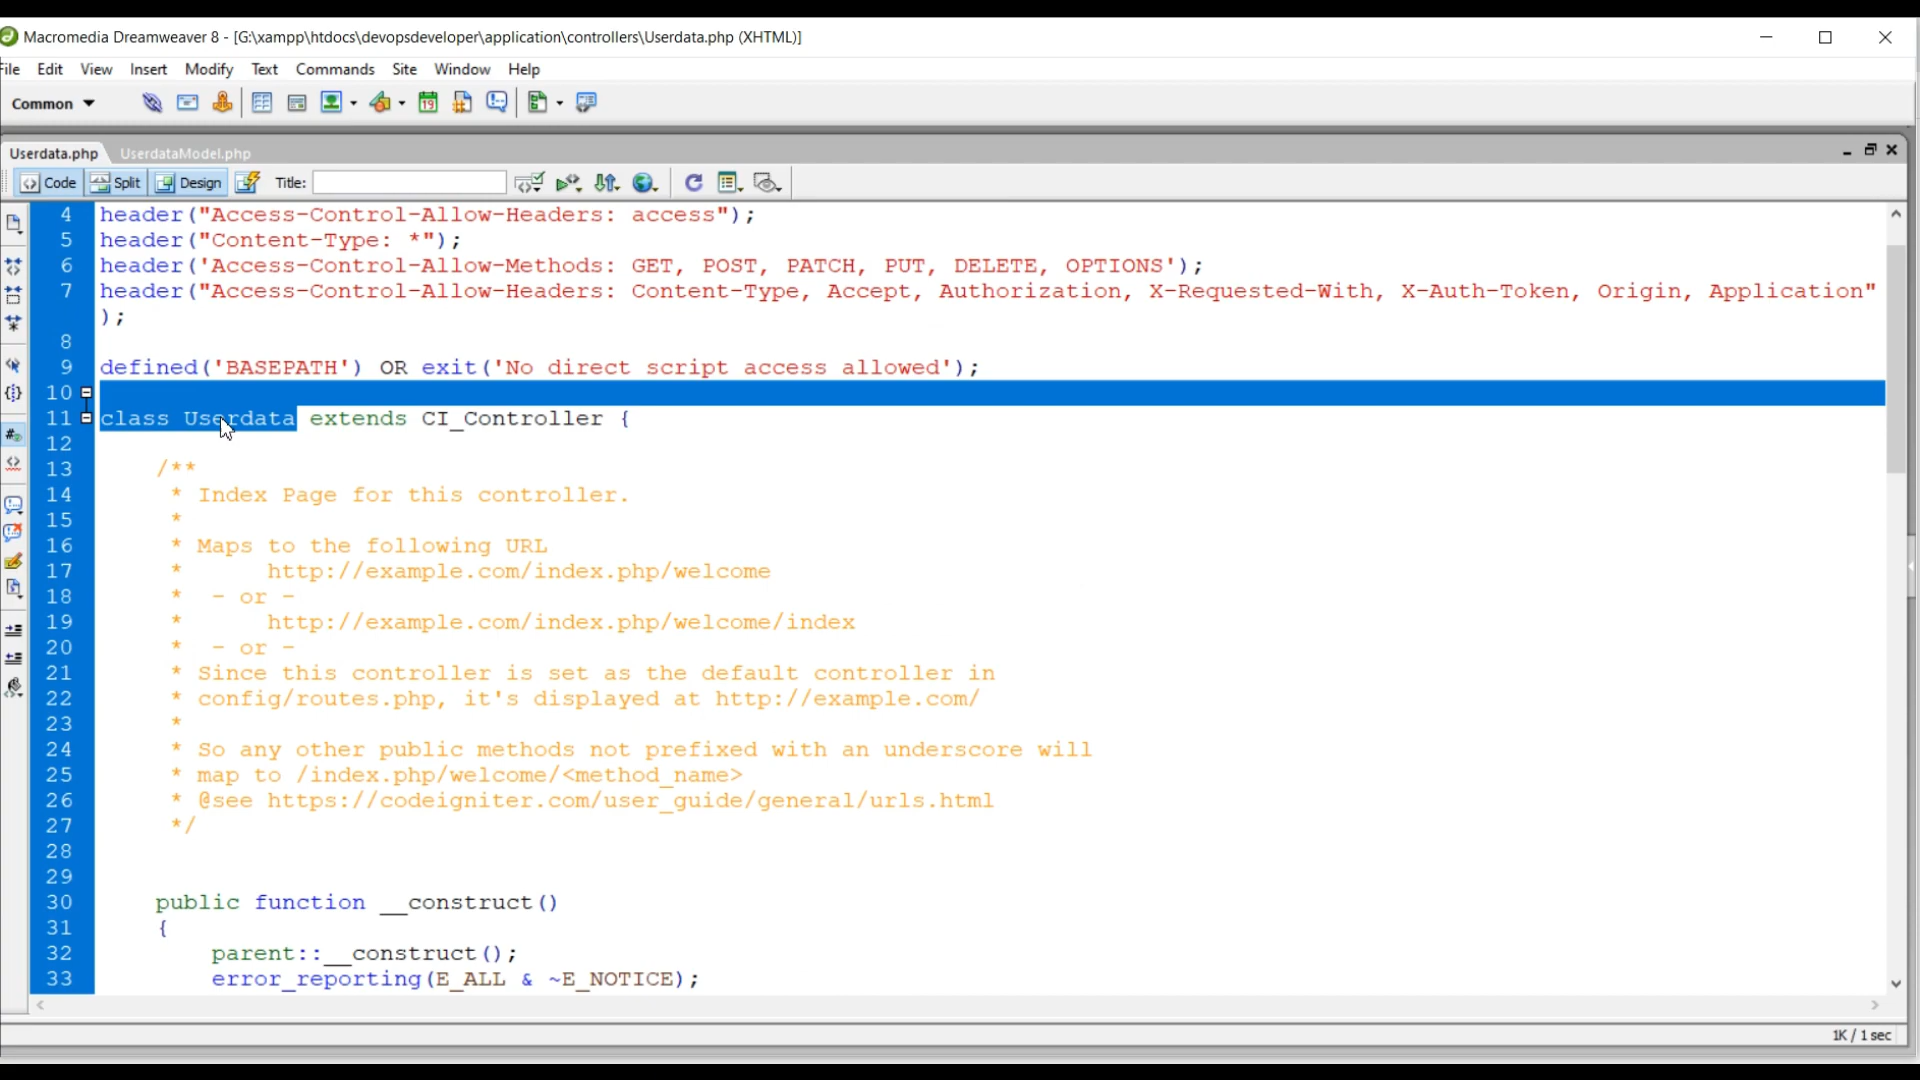 Macromedia Dreamweaver 8 - [G:\xampp\htdocs\devopsdeveloper\application\controllers\Userdata.php (XHTML)]
File Edit View Insert Modify Text Commands Site Window Help
Common
Userdata.php UserdataModel.php
Code Split Design Title:
4 header("Access-Control-Allow-Headers: access");
5 header("Content-Type: *");
6 header('Access-Control-Allow-Methods: GET, POST, PATCH, PUT, DELETE, OPTIONS');
7 header("Access-Control-Allow-Headers: Content-Type, Accept, Authorization, X-Requested-With, X-Auth-Token, Origin, Application"
);
8
9 defined('BASEPATH') OR exit('No direct script access allowed');
10
11 class Userdata extends CI_Controller {
12
13 /**
14 * Index Page for this controller.
15 *
16 * Maps to the following URL
17 * http://example.com/index.php/welcome
18 * - or -
19 * http://example.com/index.php/welcome/index
20 * - or -
21 * Since this controller is set as the default controller in
22 * config/routes.php, it's displayed at http://example.com/
23 *
24 * So any other public methods not prefixed with an underscore will
25 * map to /index.php/welcome/<method_name>
26 * @see https://codeigniter.com/user_guide/general/urls.html
27 */
28
29
30 public function __construct()
31 {
32 parent::__construct();
33 error_reporting(E_ALL & ~E_NOTICE);
1K / 1 sec